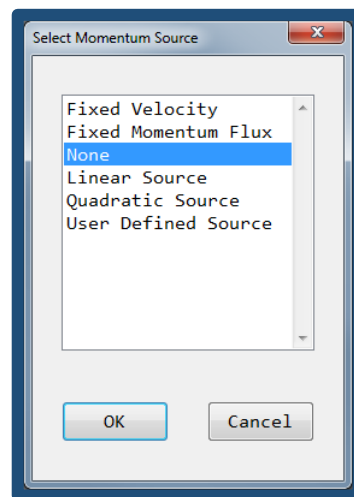 Select Momentum Source
Fixed Velocity
Fixed Momentum Flux
None
Linear Source
Quadratic Source
User Defined Source
OK
Cancel